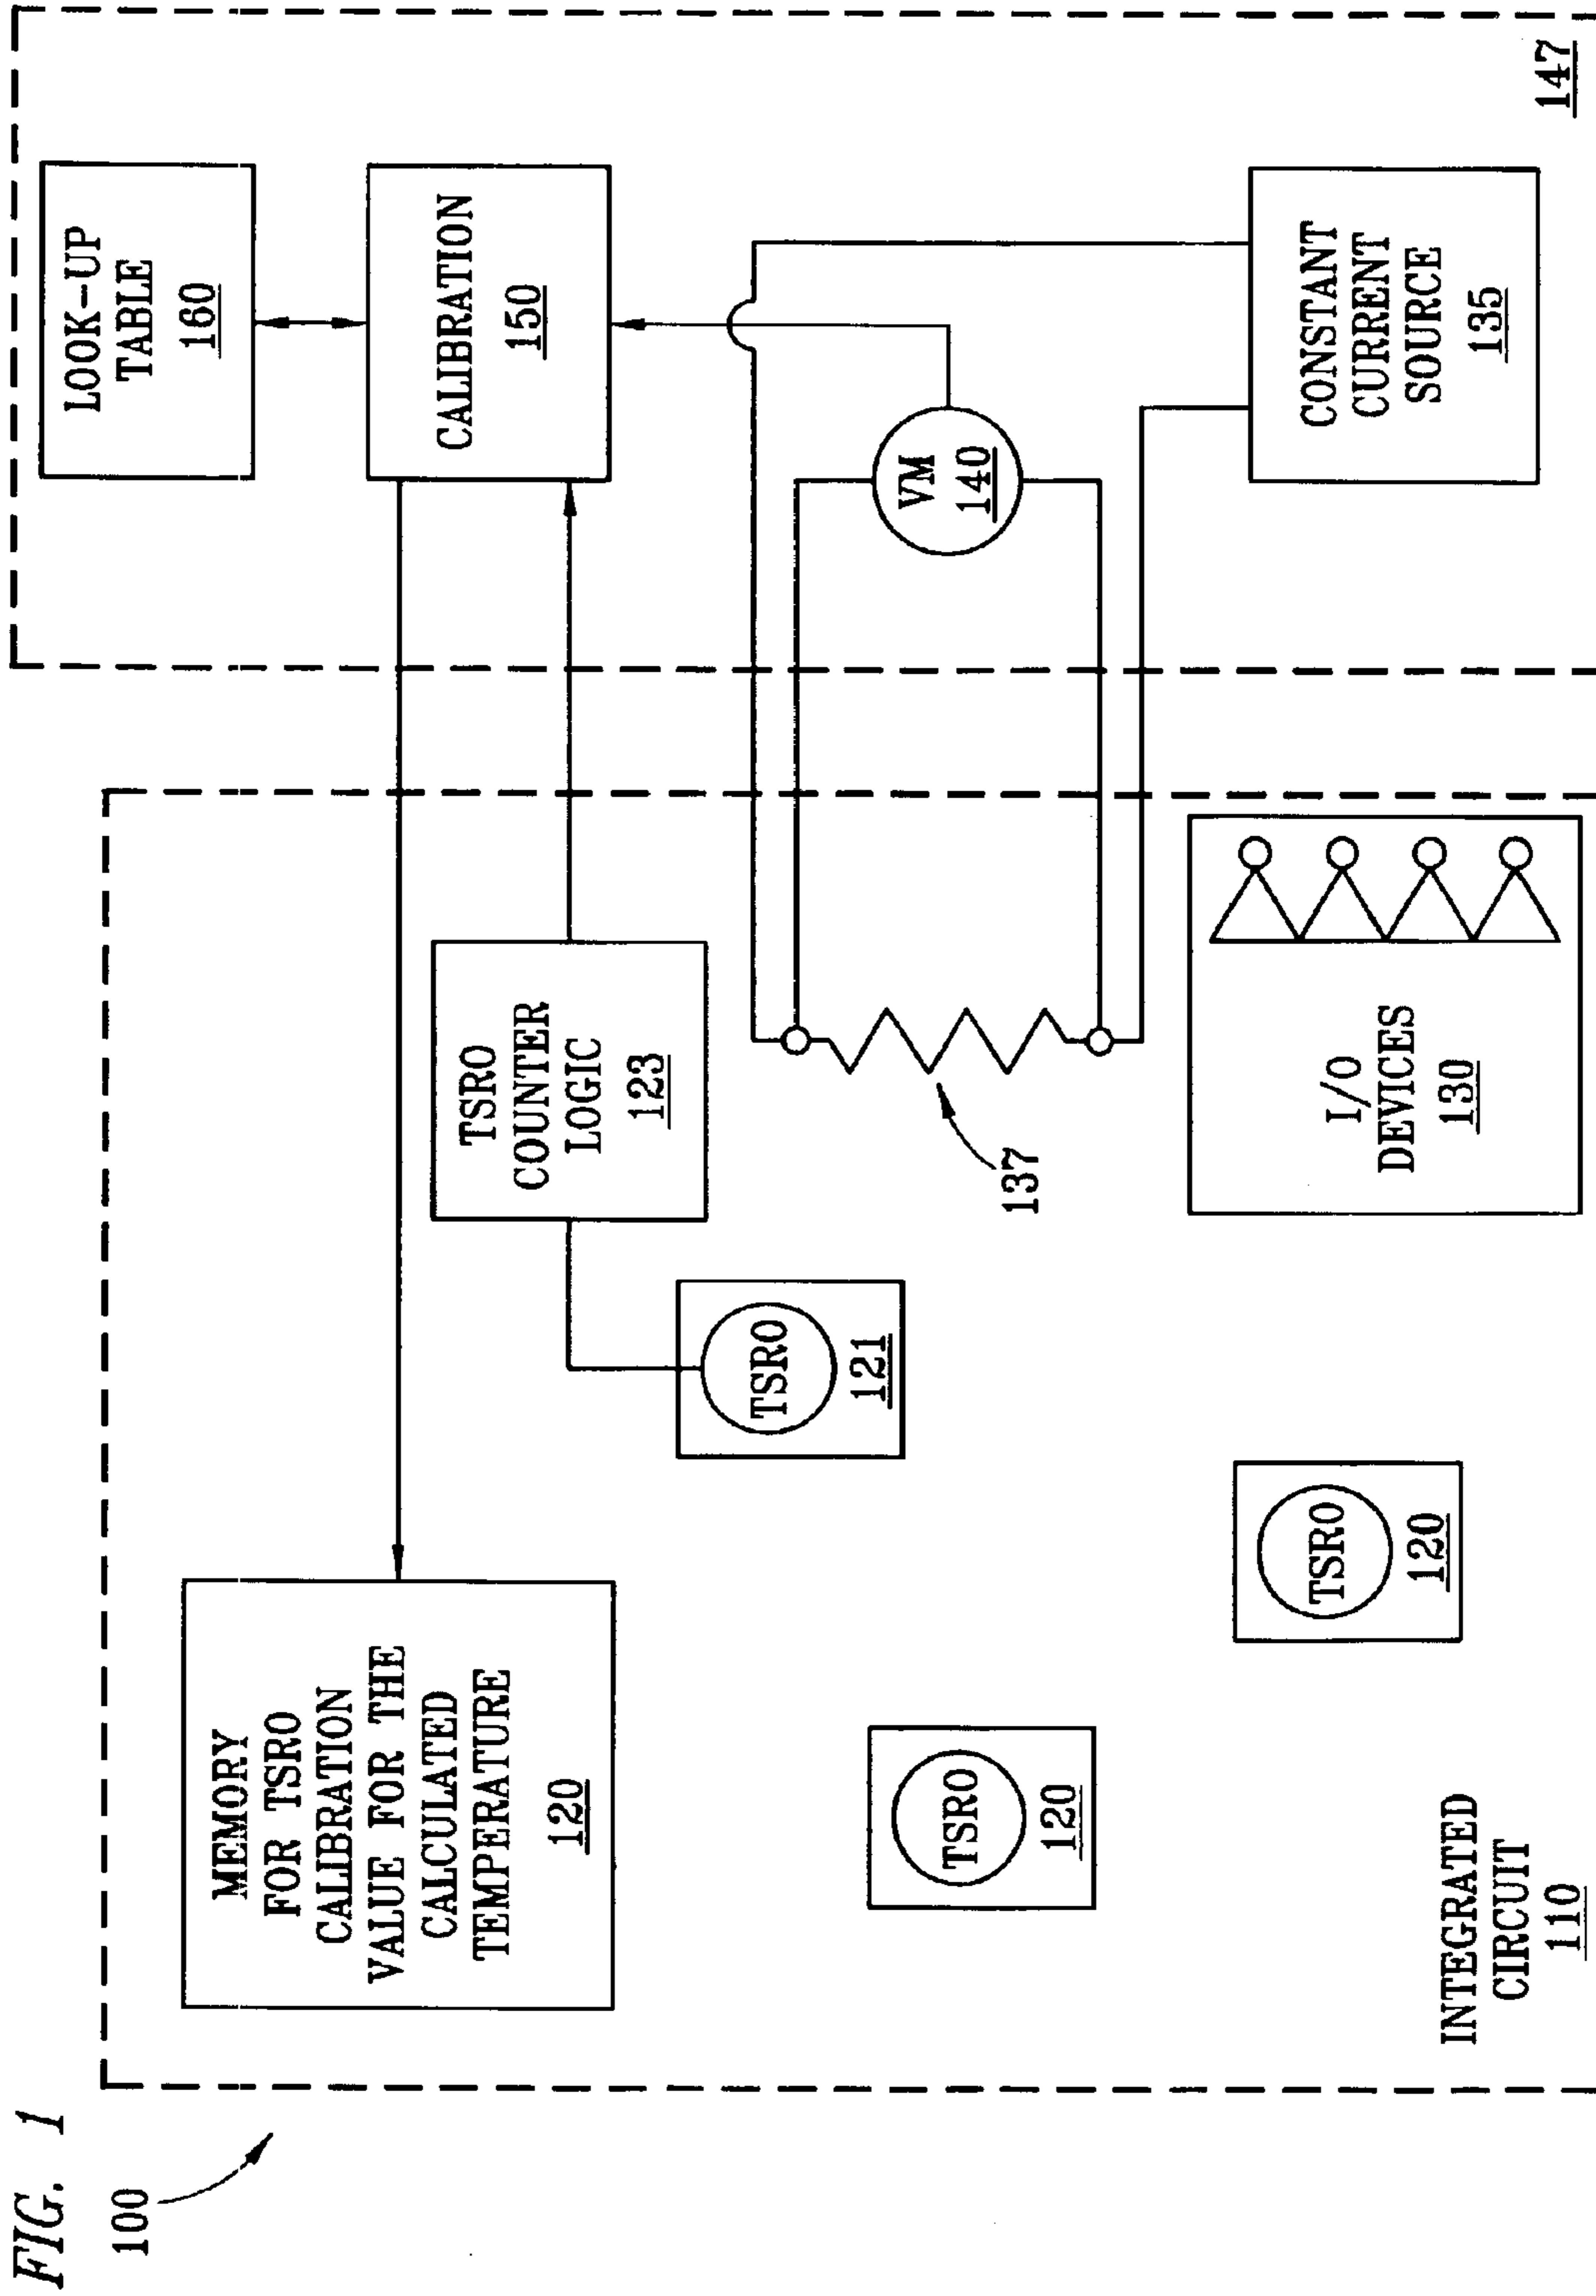 FIG. 1
100
MEMORY
FOR TSRO
CALIBRATION
VALUE FOR THE
CALCULATED
TEMPERATURE
120
TSRO
COUNTER
LOGIC
123
LOOK-UP
TABLE
160
CALIBRATION
150
TSRO
121
TSRO
120
TSRO
120
137
VM
140
I/O
DEVICES
130
CONSTANT
CURRENT
SOURCE
135
INTEGRATED
CIRCUIT
110
147